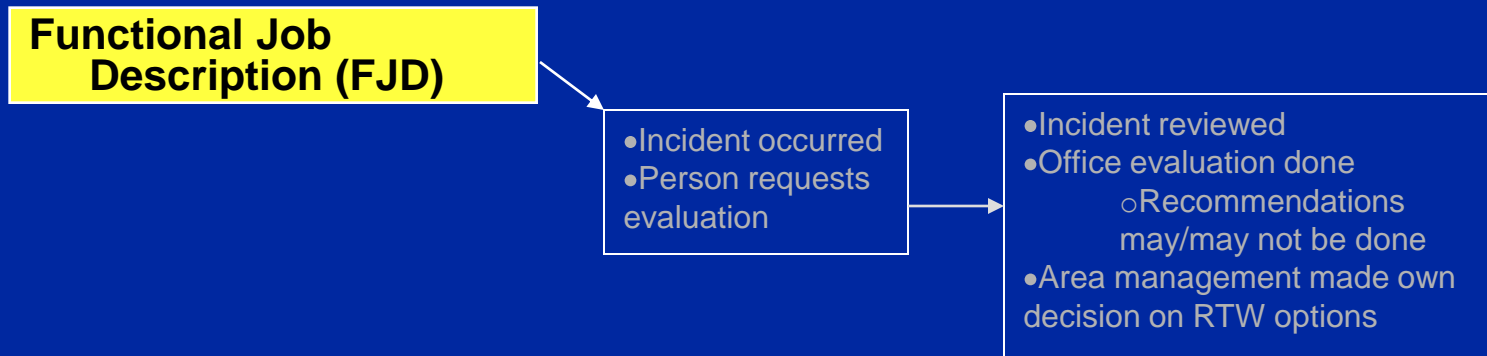 Functional Job
Description (FJD)
•Incident occurred
•Person requests
evaluation
•Incident reviewed
•Office evaluation done
oRecommendations
may/may not be done
•Area management made own
decision on RTW options